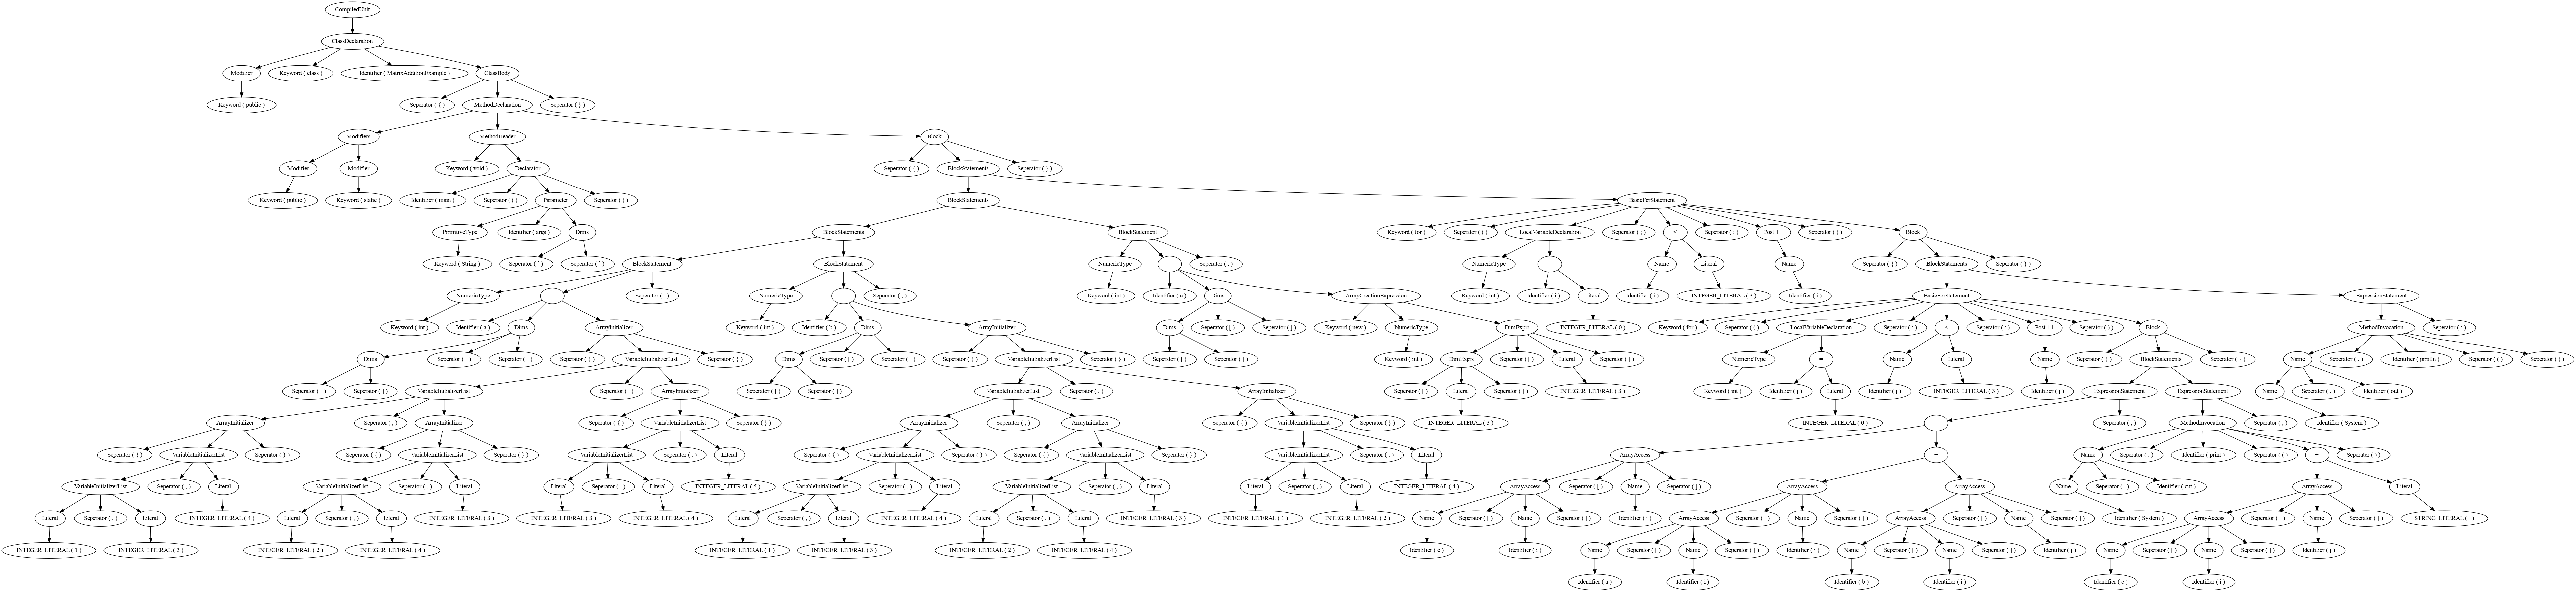 CompiledUnit
ClassDeclaration
Modifier Keyword ( class ) Identifier ( MatrixAdditionExample ) ClassBody
Keyword ( public ) Seperator ( { ) MethodDeclaration Seperator ( } )
Modifiers MethodHeader Block
Modifier Modifier Keyword ( void ) Declarator Seperator ( { ) BlockStatements Seperator ( } )
Keyword ( public ) Keyword ( static ) Identifier ( main ) Seperator ( ( ) Parameter Seperator ( ) ) BlockStatements BasicForStatement
PrimitiveType Identifier ( args ) Dims BlockStatements BlockStatement Keyword ( for ) Seperator ( ( ) LocalVariableDeclaration Seperator ( ; ) < Seperator ( ; ) Post ++ Seperator ( ) ) Block
Keyword ( String ) Seperator ( [ ) Seperator ( ] ) BlockStatement BlockStatement NumericType = Seperator ( ; ) NumericType = Name Literal Name Seperator ( { ) BlockStatements Seperator ( } )
NumericType = Seperator ( ; ) NumericType = Seperator ( ; ) Keyword ( int ) Identifier ( c ) Dims ArrayCreationExpression Keyword ( int ) Identifier ( i ) Literal Identifier ( i ) INTEGER_LITERAL ( 3 ) Identifier ( i ) BasicForStatement ExpressionStatement
Keyword ( int ) Identifier ( a ) Dims ArrayInitializer Keyword ( int ) Identifier ( b ) Dims ArrayInitializer Dims Seperator ( [ ) Seperator ( ] ) Keyword ( new ) NumericType DimExprs INTEGER_LITERAL ( 0 ) Keyword ( for ) Seperator ( ( ) LocalVariableDeclaration Seperator ( ; ) < Seperator ( ; ) Post ++ Seperator ( ) ) Block MethodInvocation Seperator ( ; )
Dims Seperator ( [ ) Seperator ( ] ) Seperator ( { ) VariableInitializerList Seperator ( } ) Dims Seperator ( [ ) Seperator ( ] ) Seperator ( { ) VariableInitializerList Seperator ( } ) Seperator ( [ ) Seperator ( ] ) Keyword ( int ) DimExprs Seperator ( [ ) Literal Seperator ( ] ) NumericType = Name Literal Name Seperator ( { ) BlockStatements Seperator ( } ) Name Seperator ( . ) Identifier ( println ) Seperator ( ( ) Seperator ( ) )
Seperator ( [ ) Seperator ( ] ) VariableInitializerList Seperator ( , ) ArrayInitializer Seperator ( [ ) Seperator ( ] ) VariableInitializerList Seperator ( , ) ArrayInitializer Seperator ( [ ) Literal Seperator ( ] ) INTEGER_LITERAL ( 3 ) Keyword ( int ) Identifier ( j ) Literal Identifier ( j ) INTEGER_LITERAL ( 3 ) Identifier ( j ) ExpressionStatement ExpressionStatement Name Seperator ( . ) Identifier ( out )
ArrayInitializer Seperator ( , ) ArrayInitializer Seperator ( { ) VariableInitializerList Seperator ( } ) ArrayInitializer Seperator ( , ) ArrayInitializer Seperator ( { ) VariableInitializerList Seperator ( } ) INTEGER_LITERAL ( 3 ) INTEGER_LITERAL ( 0 ) = Seperator ( ; ) MethodInvocation Seperator ( ; ) Identifier ( System )
Seperator ( { ) VariableInitializerList Seperator ( } ) Seperator ( { ) VariableInitializerList Seperator ( } ) VariableInitializerList Seperator ( , ) Literal Seperator ( { ) VariableInitializerList Seperator ( } ) Seperator ( { ) VariableInitializerList Seperator ( } ) VariableInitializerList Seperator ( , ) Literal ArrayAccess + Name Seperator ( . ) Identifier ( print ) Seperator ( ( ) + Seperator ( ) )
VariableInitializerList Seperator ( , ) Literal VariableInitializerList Seperator ( , ) Literal Literal Seperator ( , ) Literal INTEGER_LITERAL ( 5 ) VariableInitializerList Seperator ( , ) Literal VariableInitializerList Seperator ( , ) Literal Literal Seperator ( , ) Literal INTEGER_LITERAL ( 4 ) ArrayAccess Seperator ( [ ) Name Seperator ( ] ) ArrayAccess ArrayAccess Name Seperator ( . ) Identifier ( out ) ArrayAccess Literal
Literal Seperator ( , ) Literal INTEGER_LITERAL ( 4 ) Literal Seperator ( , ) Literal INTEGER_LITERAL ( 3 ) INTEGER_LITERAL ( 3 ) INTEGER_LITERAL ( 4 ) Literal Seperator ( , ) Literal INTEGER_LITERAL ( 4 ) Literal Seperator ( , ) Literal INTEGER_LITERAL ( 3 ) INTEGER_LITERAL ( 1 ) INTEGER_LITERAL ( 2 ) Name Seperator ( [ ) Name Seperator ( ] ) Identifier ( j ) ArrayAccess Seperator ( [ ) Name Seperator ( ] ) ArrayAccess Seperator ( [ ) Name Seperator ( ] ) Identifier ( System ) ArrayAccess Seperator ( [ ) Name Seperator ( ] ) STRING_LITERAL ( )
INTEGER_LITERAL ( 1 ) INTEGER_LITERAL ( 3 ) INTEGER_LITERAL ( 2 ) INTEGER_LITERAL ( 4 ) INTEGER_LITERAL ( 1 ) INTEGER_LITERAL ( 3 ) INTEGER_LITERAL ( 2 ) INTEGER_LITERAL ( 4 ) Identifier ( c ) Identifier ( i ) Name Seperator ( [ ) Name Seperator ( ] ) Identifier ( j ) Name Seperator ( [ ) Name Seperator ( ] ) Identifier ( j ) Name Seperator ( [ ) Name Seperator ( ] ) Identifier ( j )
Identifier ( a ) Identifier ( i ) Identifier ( b ) Identifier ( i ) Identifier ( c ) Identifier ( i )